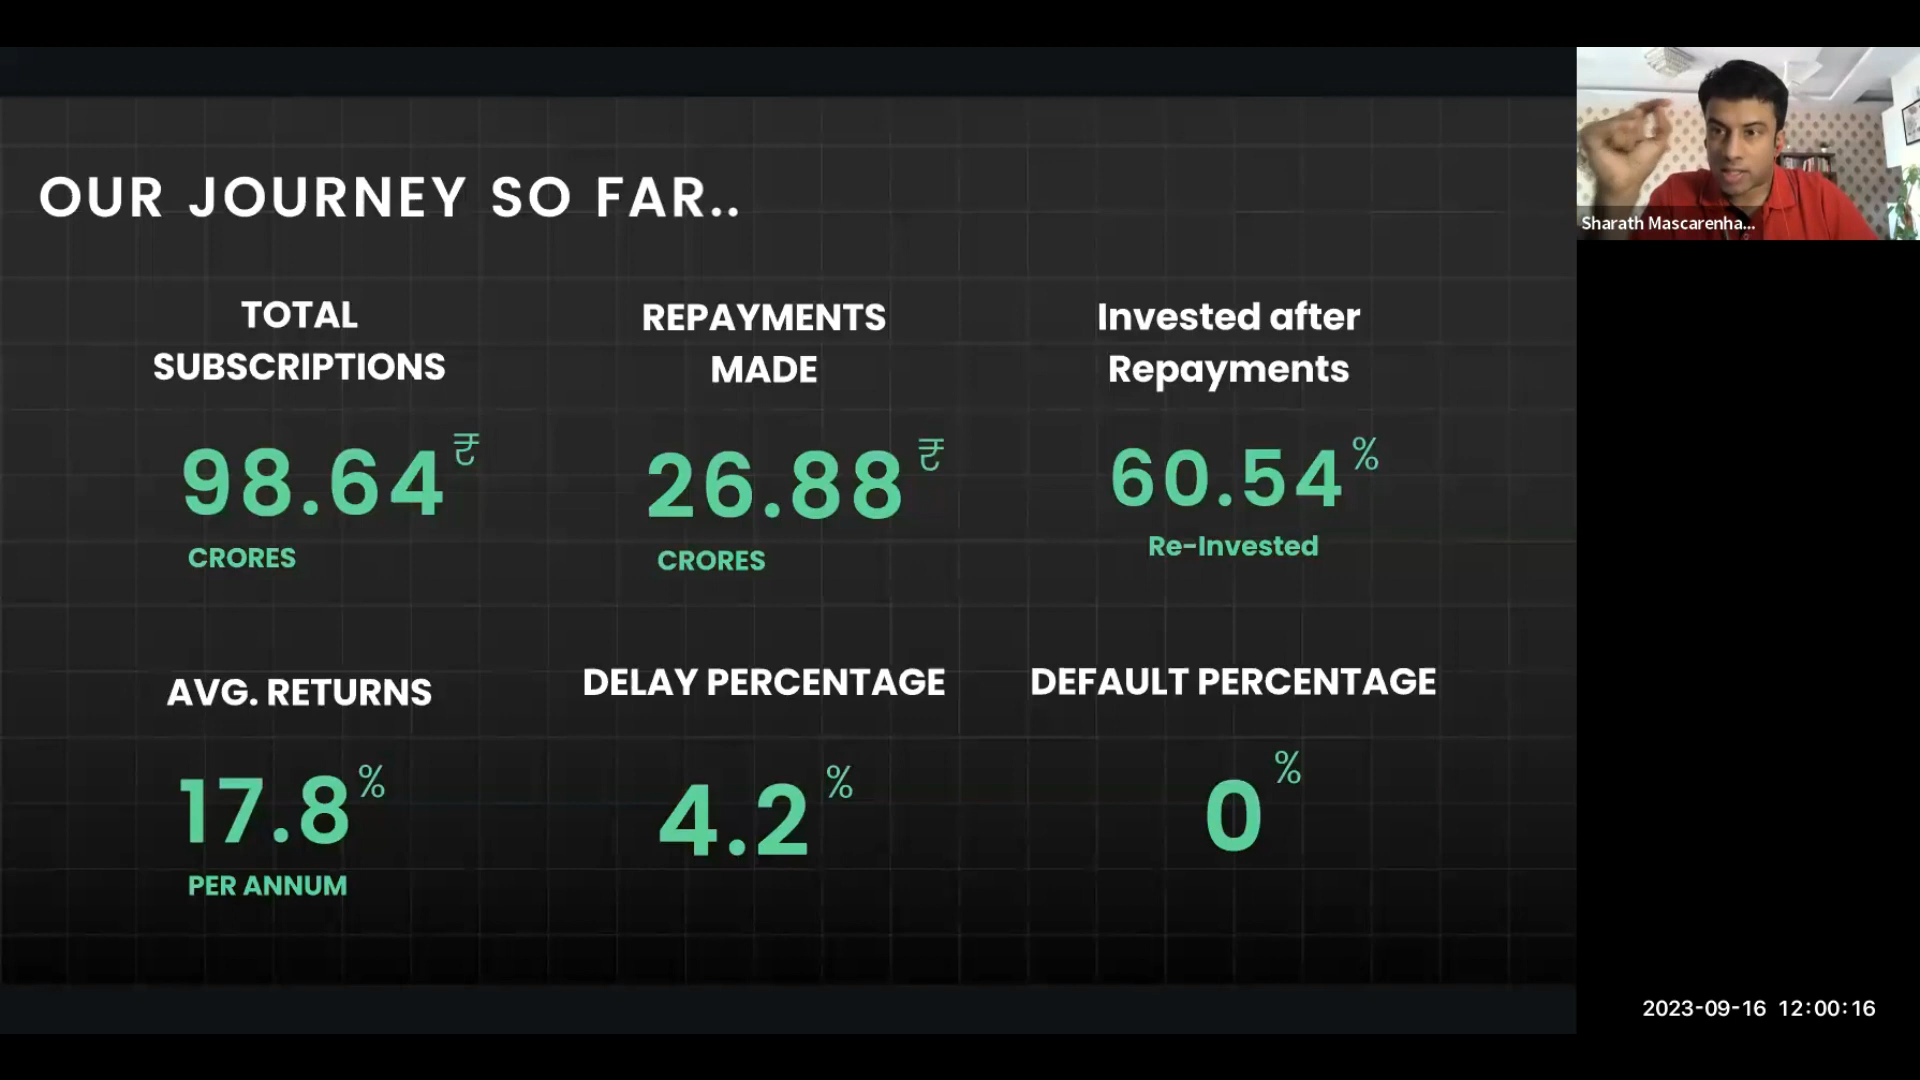 OUR JOURNEY SO FAR..
TOTAL
SUBSCRIPTIONS
98.64 ₹
CRORES
REPAYMENTS
MADE
26.88 ₹
CRORES
Invested after
Repayments
60.54 %
Re-Invested
AVG. RETURNS
17.8 %
PER ANNUM
DELAY PERCENTAGE
4.2 %
DEFAULT PERCENTAGE
0 %
Sharath Mascarenha...
2023-09-16 12:00:16